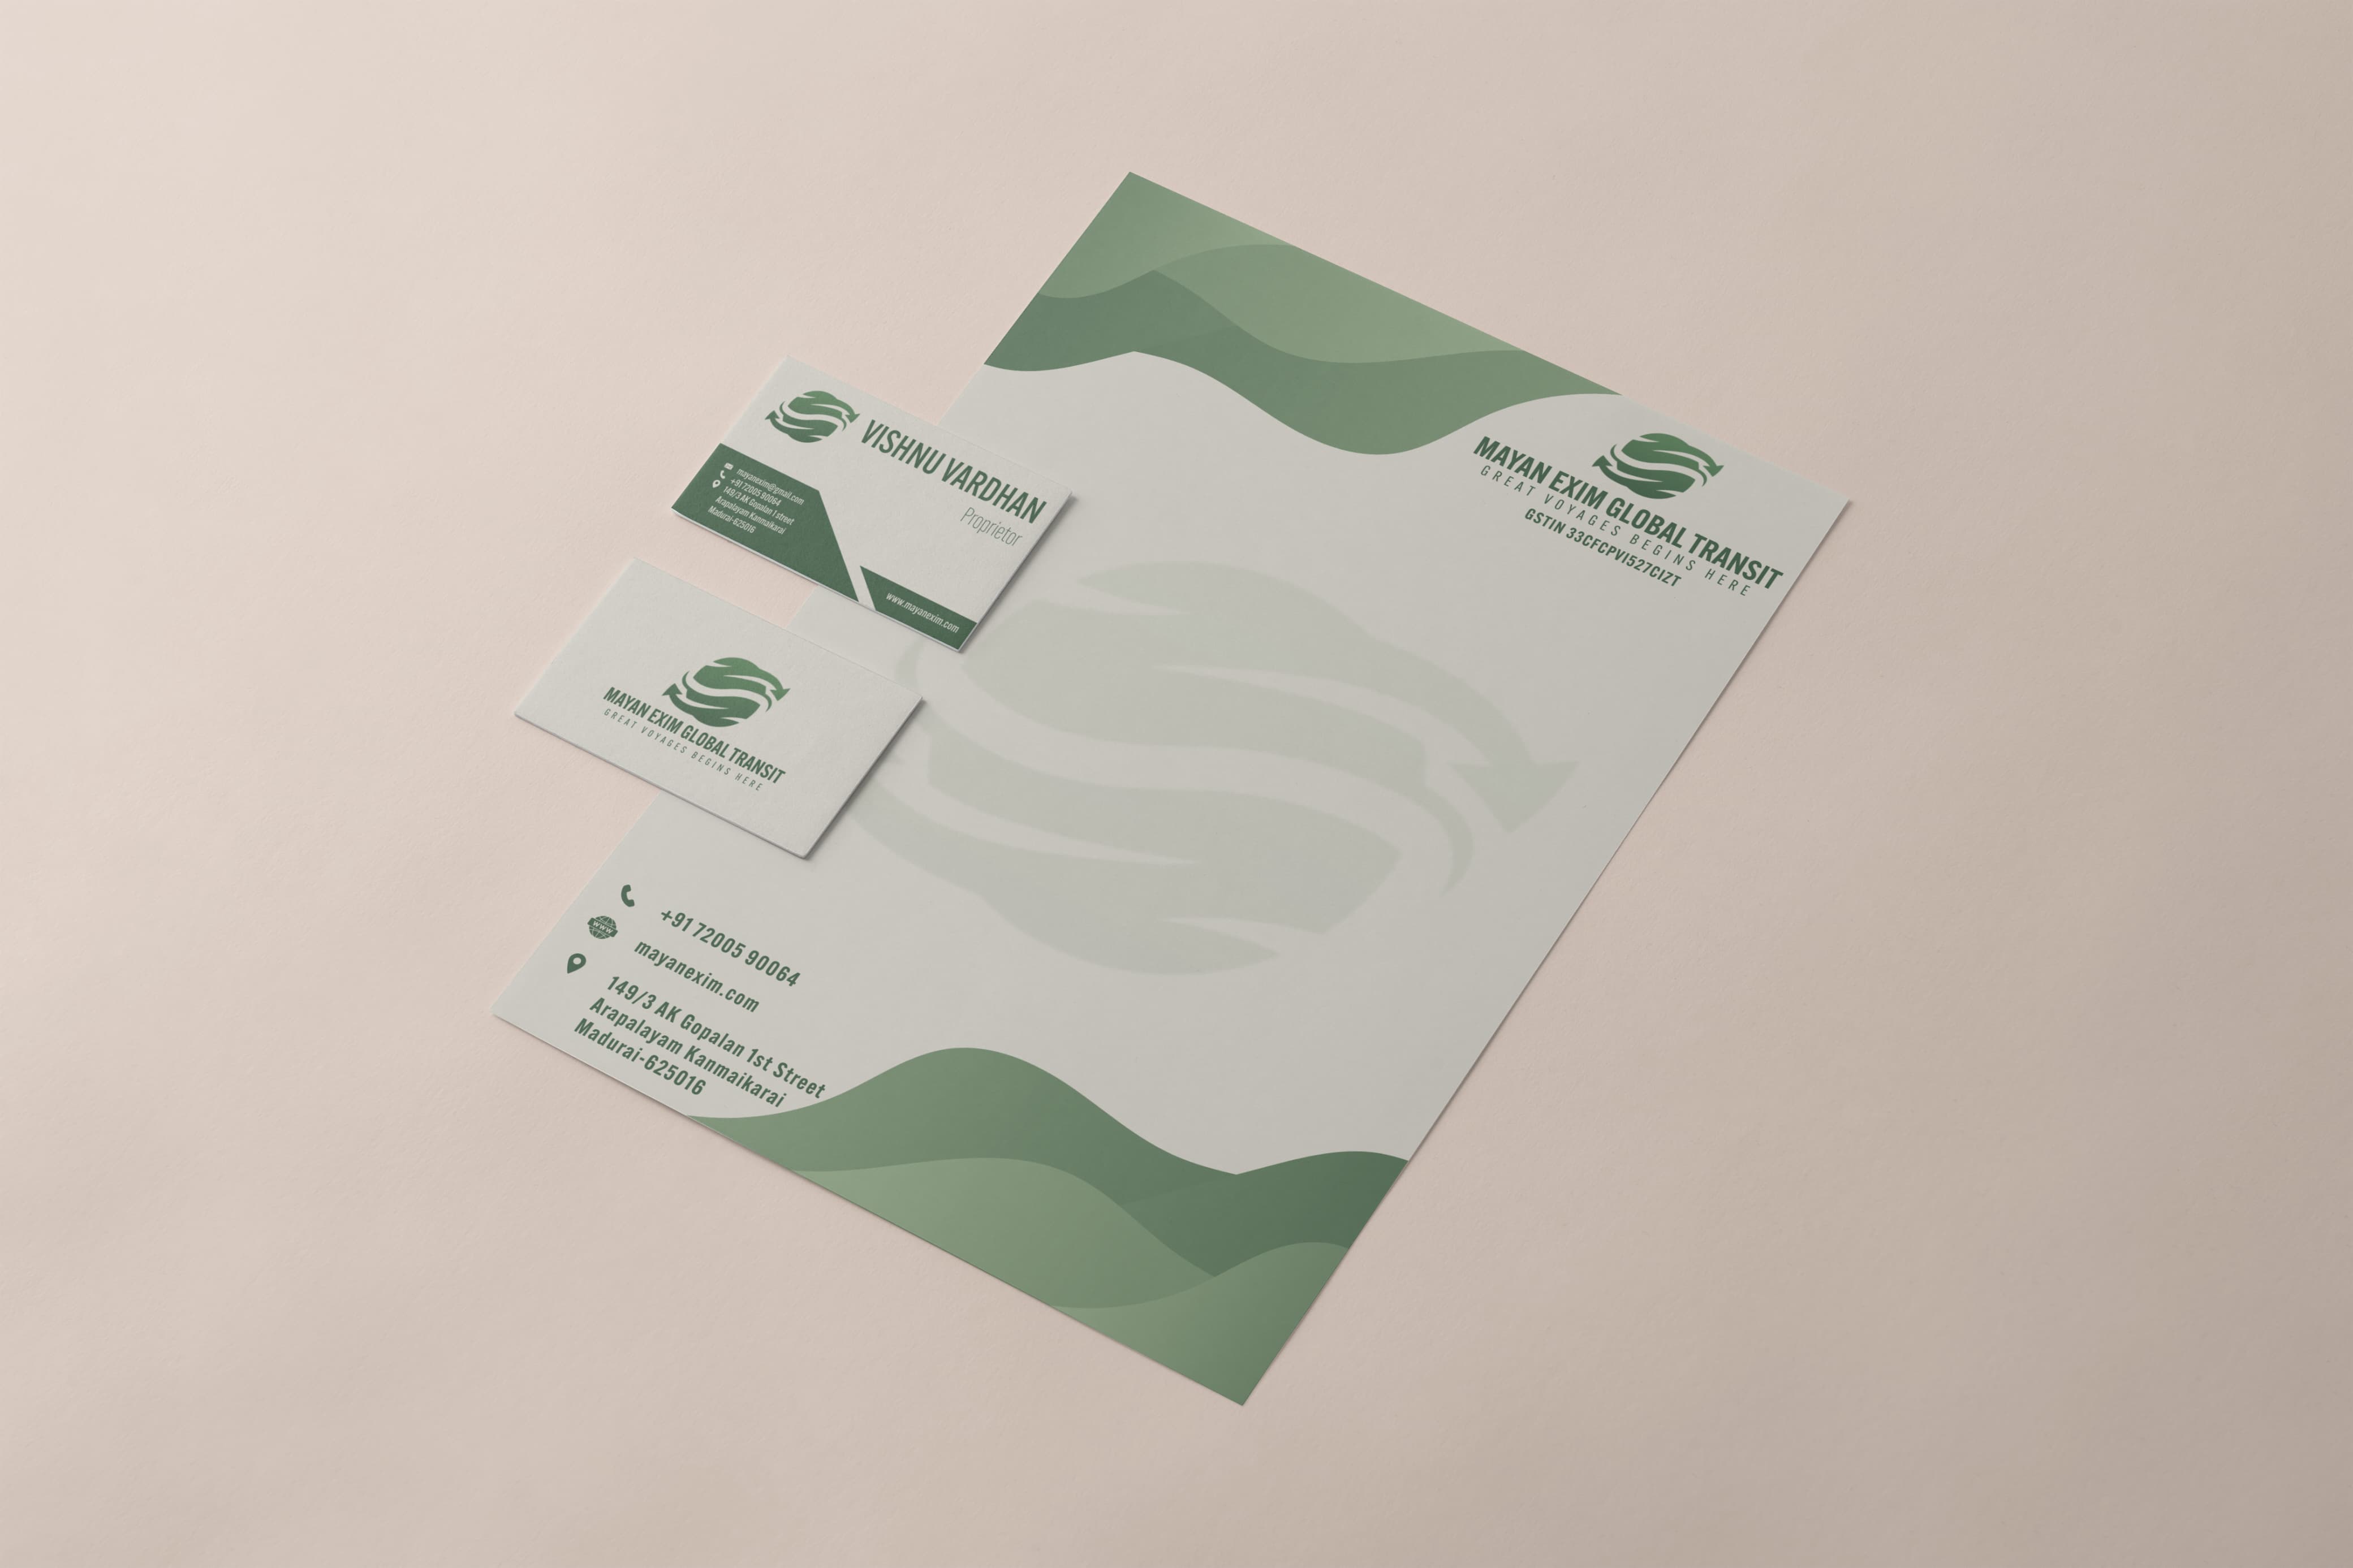 MAYAN EXIM GLOBAL TRANSIT
GREAT VOYAGES BEGINS HERE
GSTIN 33CFCPV1527C1ZT
VISHNU VARDHAN
Proprietor
mayanexim@gmail.com
+91 72005 90064
149/3 AK Gopalan 1 street
Arapalayam Kanmaikarai
Madurai-625016
www.mayanexim.com
MAYAN EXIM GLOBAL TRANSIT
GREAT VOYAGES BEGINS HERE
+91 72005 90064
WWW
mayanexim.com
149/3 AK Gopalan 1st Street
Arapalayam Kanmaikarai
Madurai-625016